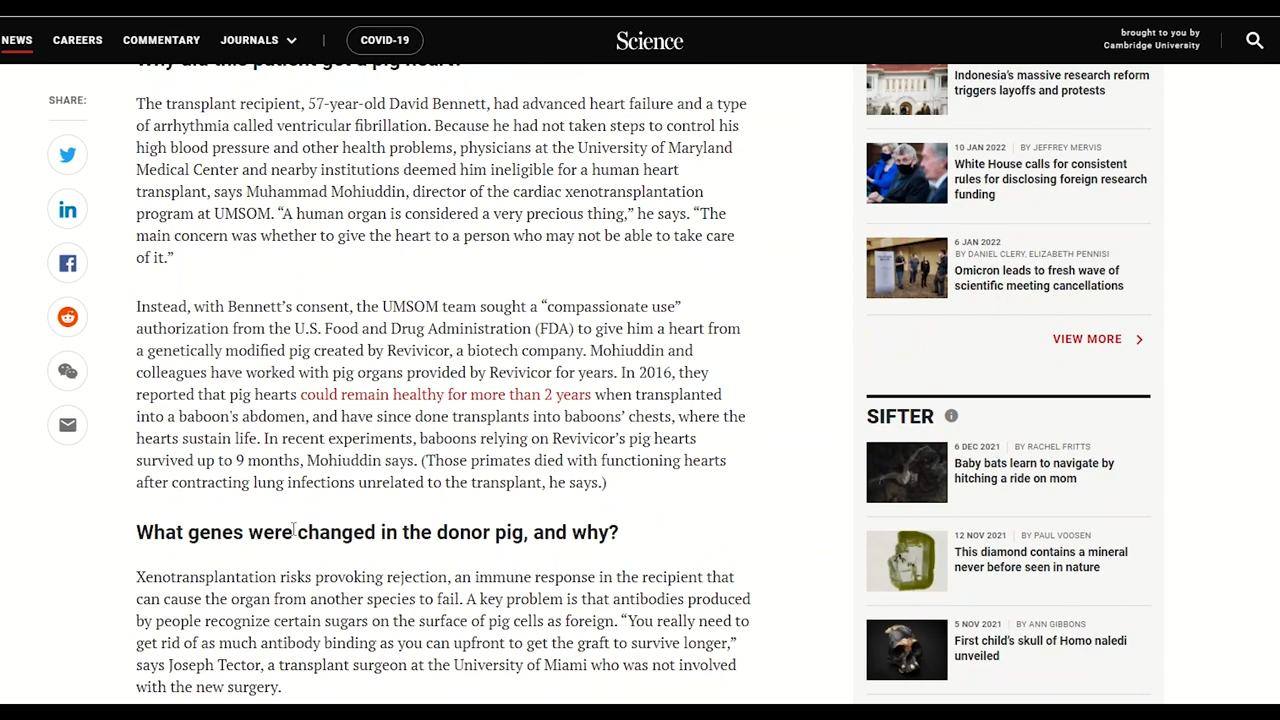 NEWS CAREERS COMMENTARY JOURNALS COVID-19
Science
brought to you by
Cambridge University
Why did this patient get a pig heart?
SHARE:
The transplant recipient, 57-year-old David Bennett, had advanced heart failure and a type
of arrhythmia called ventricular fibrillation. Because he had not taken steps to control his
high blood pressure and other health problems, physicians at the University of Maryland
Medical Center and nearby institutions deemed him ineligible for a human heart
transplant, says Muhammad Mohiuddin, director of the cardiac xenotransplantation
program at UMSOM. “A human organ is considered a very precious thing,” he says. “The
main concern was whether to give the heart to a person who may not be able to take care
of it.”
Instead, with Bennett’s consent, the UMSOM team sought a “compassionate use”
authorization from the U.S. Food and Drug Administration (FDA) to give him a heart from
a genetically modified pig created by Revivicor, a biotech company. Mohiuddin and
colleagues have worked with pig organs provided by Revivicor for years. In 2016, they
reported that pig hearts could remain healthy for more than 2 years when transplanted
into a baboon's abdomen, and have since done transplants into baboons’ chests, where the
hearts sustain life. In recent experiments, baboons relying on Revivicor’s pig hearts
survived up to 9 months, Mohiuddin says. (Those primates died with functioning hearts
after contracting lung infections unrelated to the transplant, he says.)
What genes were changed in the donor pig, and why?
Xenotransplantation risks provoking rejection, an immune response in the recipient that
can cause the organ from another species to fail. A key problem is that antibodies produced
by people recognize certain sugars on the surface of pig cells as foreign. “You really need to
get rid of as much antibody binding as you can upfront to get the graft to survive longer,”
says Joseph Tector, a transplant surgeon at the University of Miami who was not involved
with the new surgery.
Indonesia’s massive research reform
triggers layoffs and protests
10 JAN 2022 | BY JEFFREY MERVIS
White House calls for consistent
rules for disclosing foreign research
funding
6 JAN 2022
BY DANIEL CLERY, ELIZABETH PENNISI
Omicron leads to fresh wave of
scientific meeting cancellations
VIEW MORE
SIFTER
6 DEC 2021 | BY RACHEL FRITTS
Baby bats learn to navigate by
hitching a ride on mom
12 NOV 2021 | BY PAUL VOOSEN
This diamond contains a mineral
never before seen in nature
5 NOV 2021 | BY ANN GIBBONS
First child’s skull of Homo naledi
unveiled